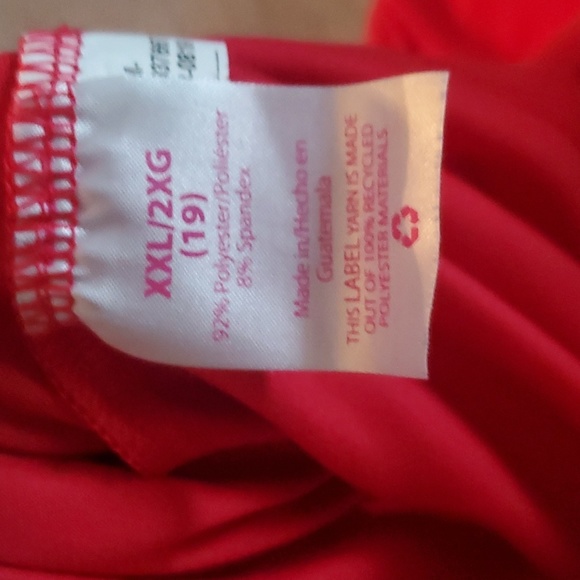 XXL/2XG
(19)
92% Polyester/Poliéster
8% Spandex
Made in/Hecho en
Guatemala
THIS LABEL YARN IS MADE
OUT OF 100% RECYCLED
POLYESTER MATERIALS